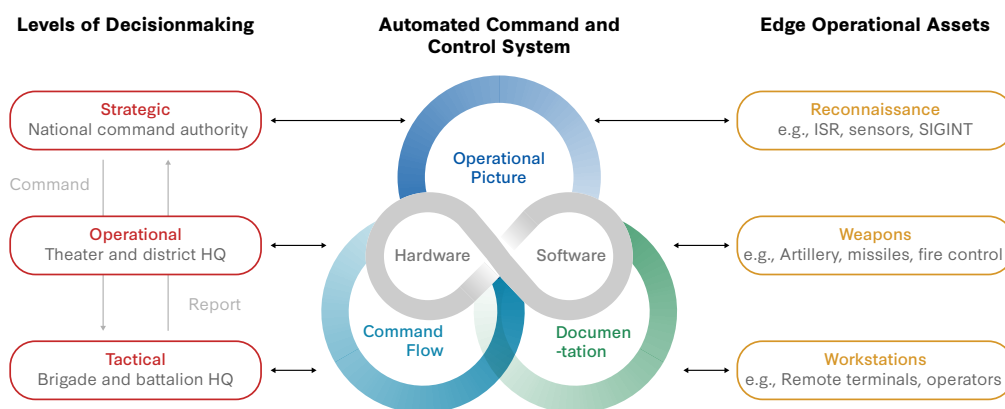 Levels of Decisionmaking
Automated Command and
Control System
Edge Operational Assets
Strategic
National command authority
Command
Operational
Theater and district HQ
Report
Tactical
Brigade and battalion HQ
Operational
Picture
Hardware
Software
Command
Flow
Documen
-tation
Reconnaissance
e.g., ISR, sensors, SIGINT
Weapons
e.g., Artillery, missiles, fire control
Workstations
e.g., Remote terminals, operators